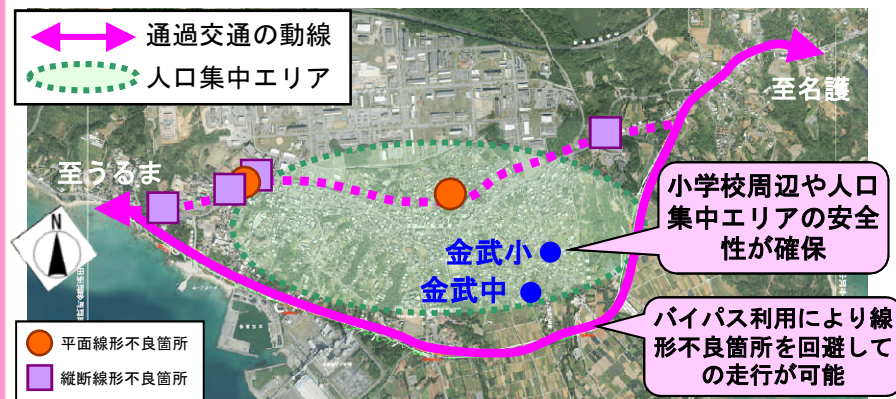 通過交通の動線
人口集中エリア
至名護
至うるま
小学校周辺や人口
集中エリアの安全
性が確保
N
金武小
金武中
バイパス利用により線
形不良箇所を回避して
の走行が可能
平面線形不良箇所
縦断線形不良箇所